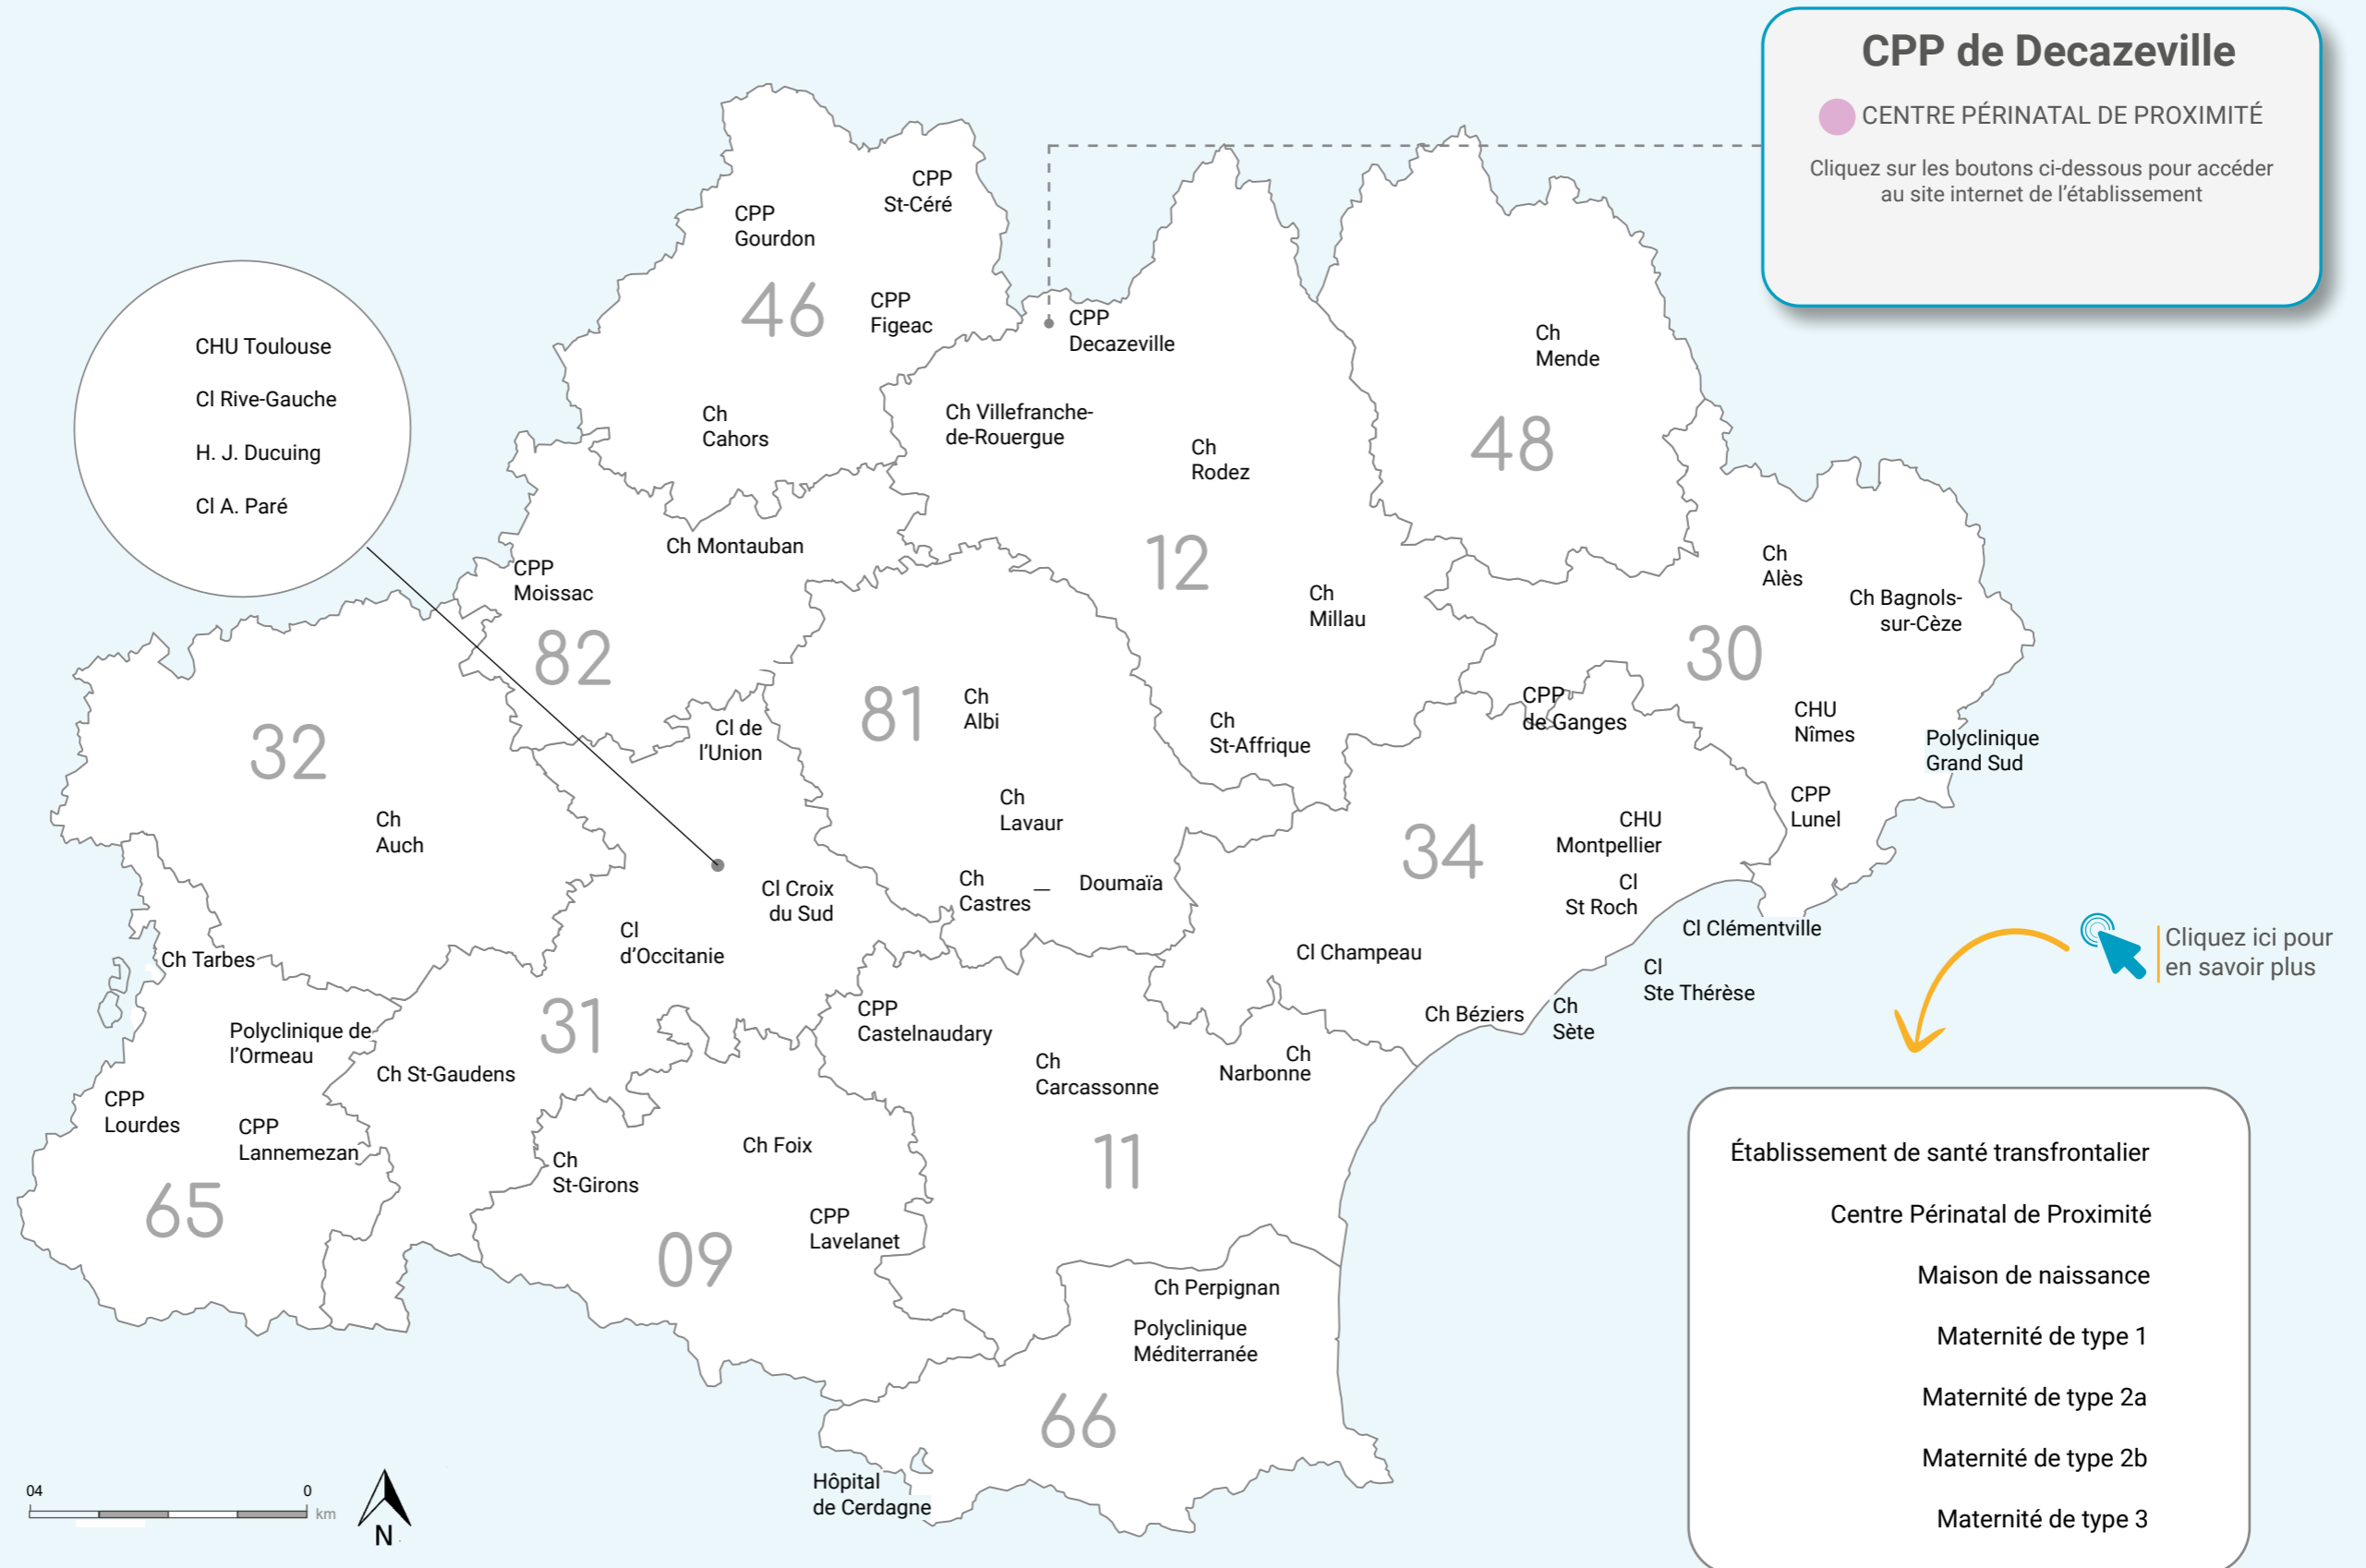 CPP de Decazeville
CENTRE PÉRINATAL DE PROXIMITÉ
Cliquez sur les boutons ci-dessous pour accéder
au site internet de l'établissement
CPP
St-Céré
CPP
Gourdon
46
CPP
Figeac
CPP
Decazeville
Ch
Cahors
Ch Villefranche-
de-Rouergue
Ch
Rodez
Ch
Mende
48
CHU Toulouse
Cl Rive-Gauche
H. J. Ducuing
Cl A. Paré
Ch Montauban
CPP
Moissac
82
12
Ch
Millau
Ch
St-Affrique
Ch
Alès
Ch Bagnols-
sur-Cèze
30
CHU
Nîmes
Polyclinique
Grand Sud
CPP
Lunel
CPP
de Ganges
32
Ch
Auch
Cl de
l'Union
81
Ch
Albi
Ch
Lavaur
Ch
Castres
— Doumaïa
34
CHU
Montpellier
Cl
St Roch
Cl Clémentville
Cl Champeau
Cl
Ste Thérèse
Ch Béziers
Ch
Sète
Cl Croix
du Sud
Cl
d'Occitanie
31
Ch Tarbes
Polyclinique de
l'Ormeau
Ch St-Gaudens
CPP
Lourdes
CPP
Lannemezan
65
CPP
Castelnaudary
Ch
Carcassonne
Ch
Narbonne
11
Ch Foix
Ch
St-Girons
CPP
Lavelanet
09
Ch Perpignan
Polyclinique
Méditerranée
66
Hôpital
de Cerdagne
Cliquez ici pour
en savoir plus
Établissement de santé transfrontalier
Centre Périnatal de Proximité
Maison de naissance
Maternité de type 1
Maternité de type 2a
Maternité de type 2b
Maternité de type 3
04 0
km
N